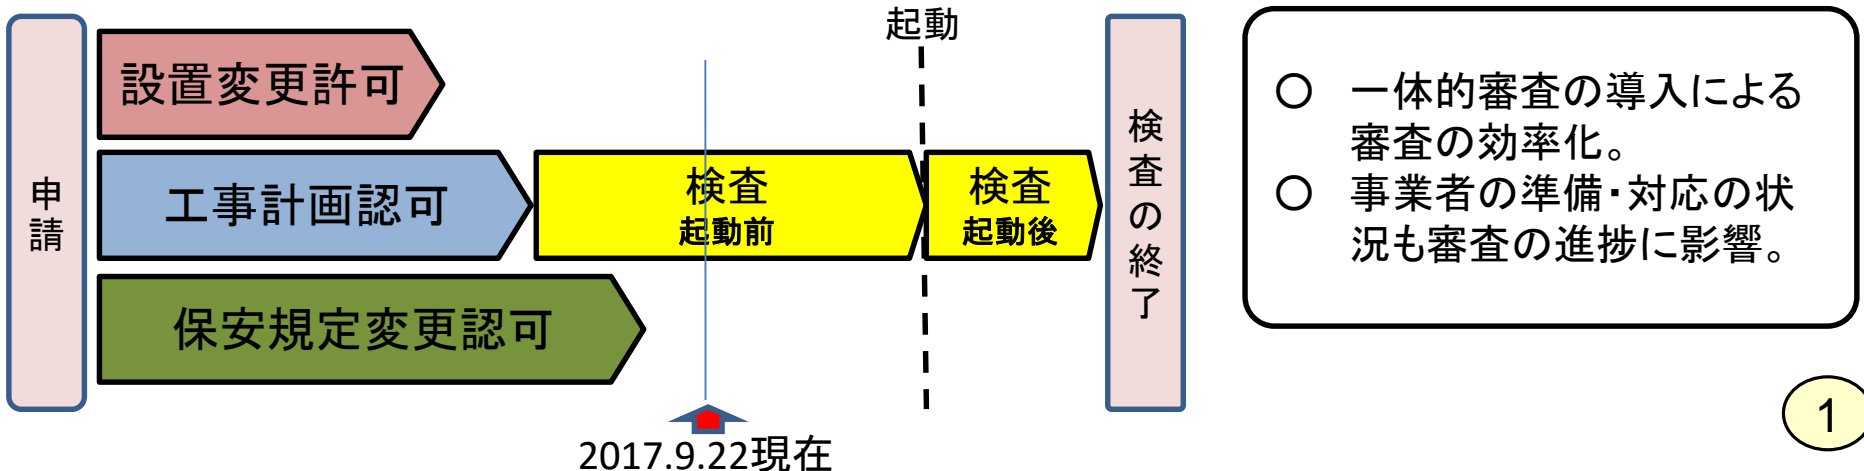 起動
申請
設置変更許可
工事計画認可
保安規定変更認可
検査
起動前
検査
起動後
検査の終了
2017.9.22現在
○ 一体的審査の導入による
審査の効率化。
○ 事業者の準備・対応の状
況も審査の進捗に影響。
1